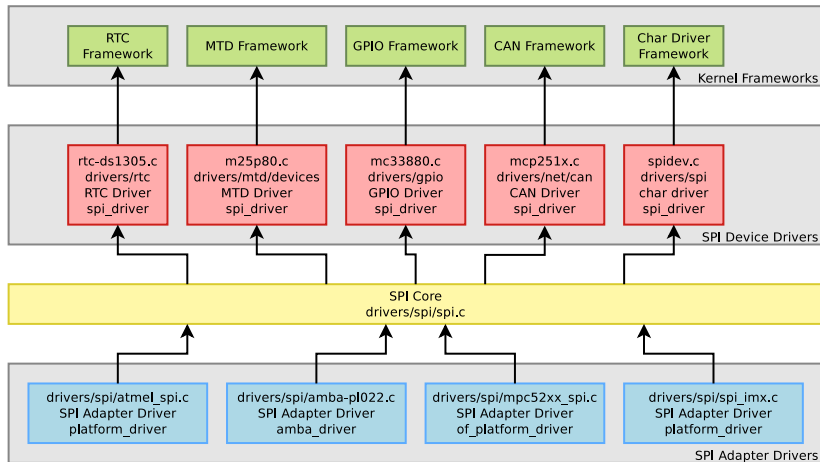 RTC
Framework
MTD Framework
GPIO Framework
CAN Framework
Char Driver
Framework
Kernel Frameworks
rtc-ds1305.c
drivers/rtc
RTC Driver
spi_driver
m25p80.c
drivers/mtd/devices
MTD Driver
spi_driver
mc33880.c
drivers/gpio
GPIO Driver
spi_driver
mcp251x.c
drivers/net/can
CAN Driver
spi_driver
spidev.c
drivers/spi
char driver
spi_driver
SPI Device Drivers
SPI Core
drivers/spi/spi.c
drivers/spi/atmel_spi.c
SPI Adapter Driver
platform_driver
drivers/spi/amba-pl022.c
SPI Adapter Driver
amba_driver
drivers/spi/mpc52xx_spi.c
SPI Adapter Driver
of_platform_driver
drivers/spi/spi_imx.c
SPI Adapter Driver
platform_driver
SPI Adapter Drivers